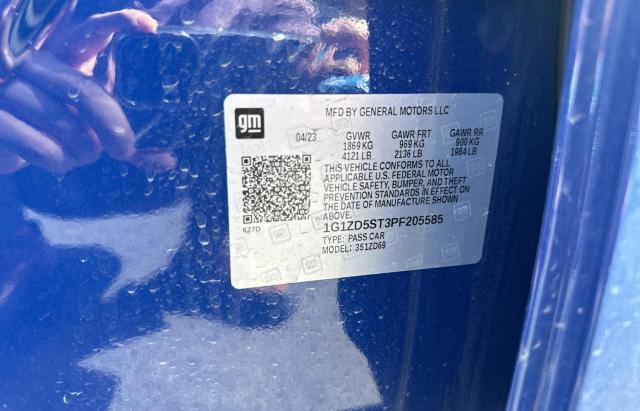 gm
MFD BY GENERAL MOTORS LLC
04/23 GVWR GAWR FRT GAWR RR
1869 KG 969 KG 900 KG
4121 LB 2136 LB 1984 LB
THIS VEHICLE CONFORMS TO ALL
APPLICABLE U.S. FEDERAL MOTOR
VEHICLE SAFETY, BUMPER, AND THEFT
PREVENTION STANDARDS IN EFFECT ON
THE DATE OF MANUFACTURE SHOWN
ABOVE.
627D
1G1ZD5ST3PF205585
TYPE: PASS CAR
MODEL: 351ZD69